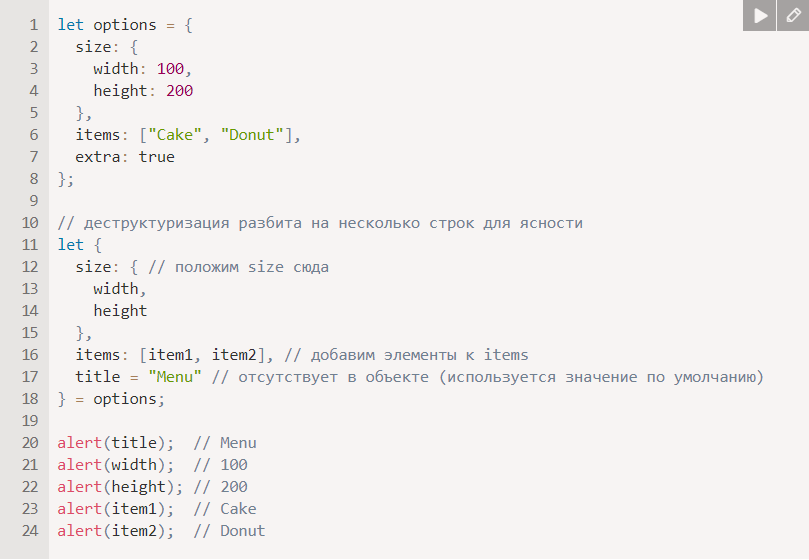 1 let options = {
2   size: {
3     width: 100,
4     height: 200
5   },
6   items: ["Cake", "Donut"],
7   extra: true
8 };
9
10 // деструктуризация разбита на несколько строк для ясности
11 let {
12   size: { // положим size сюда
13     width,
14     height
15   },
16   items: [item1, item2], // добавим элементы к items
17   title = "Menu" // отсутствует в объекте (используется значение по умолчанию)
18 } = options;
19
20 alert(title);  // Menu
21 alert(width);  // 100
22 alert(height); // 200
23 alert(item1);  // Cake
24 alert(item2);  // Donut